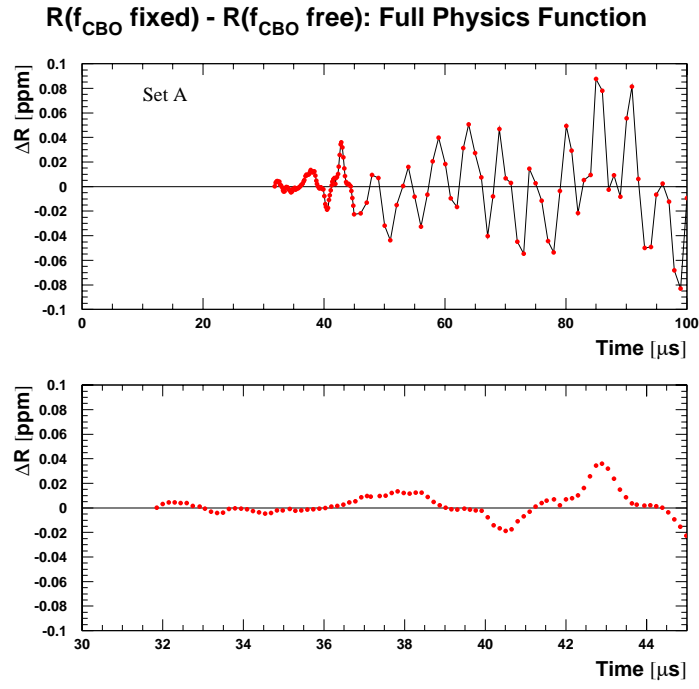 R(f_CBO fixed) - R(f_CBO free): Full Physics Function
ΔR [ppm]
0.1
0.08
0.06
0.04
0.02
0
-0.02
-0.04
-0.06
-0.08
-0.1
Set A
0 20 40 60 80 100
Time [μs]
ΔR [ppm]
0.1
0.08
0.06
0.04
0.02
0
-0.02
-0.04
-0.06
-0.08
-0.1
30 32 34 36 38 40 42 44
Time [μs]